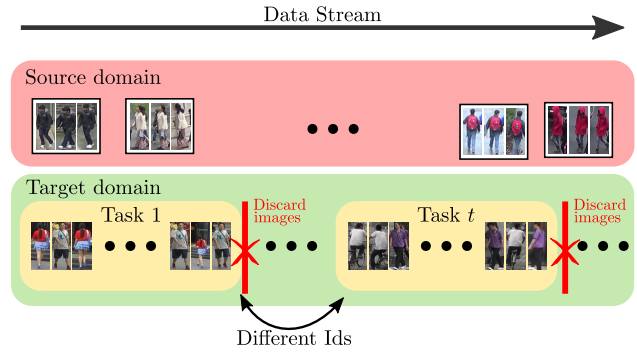 Data Stream
Source domain
Target domain
Task 1
Discard
images
Task t
Discard
images
Different Ids